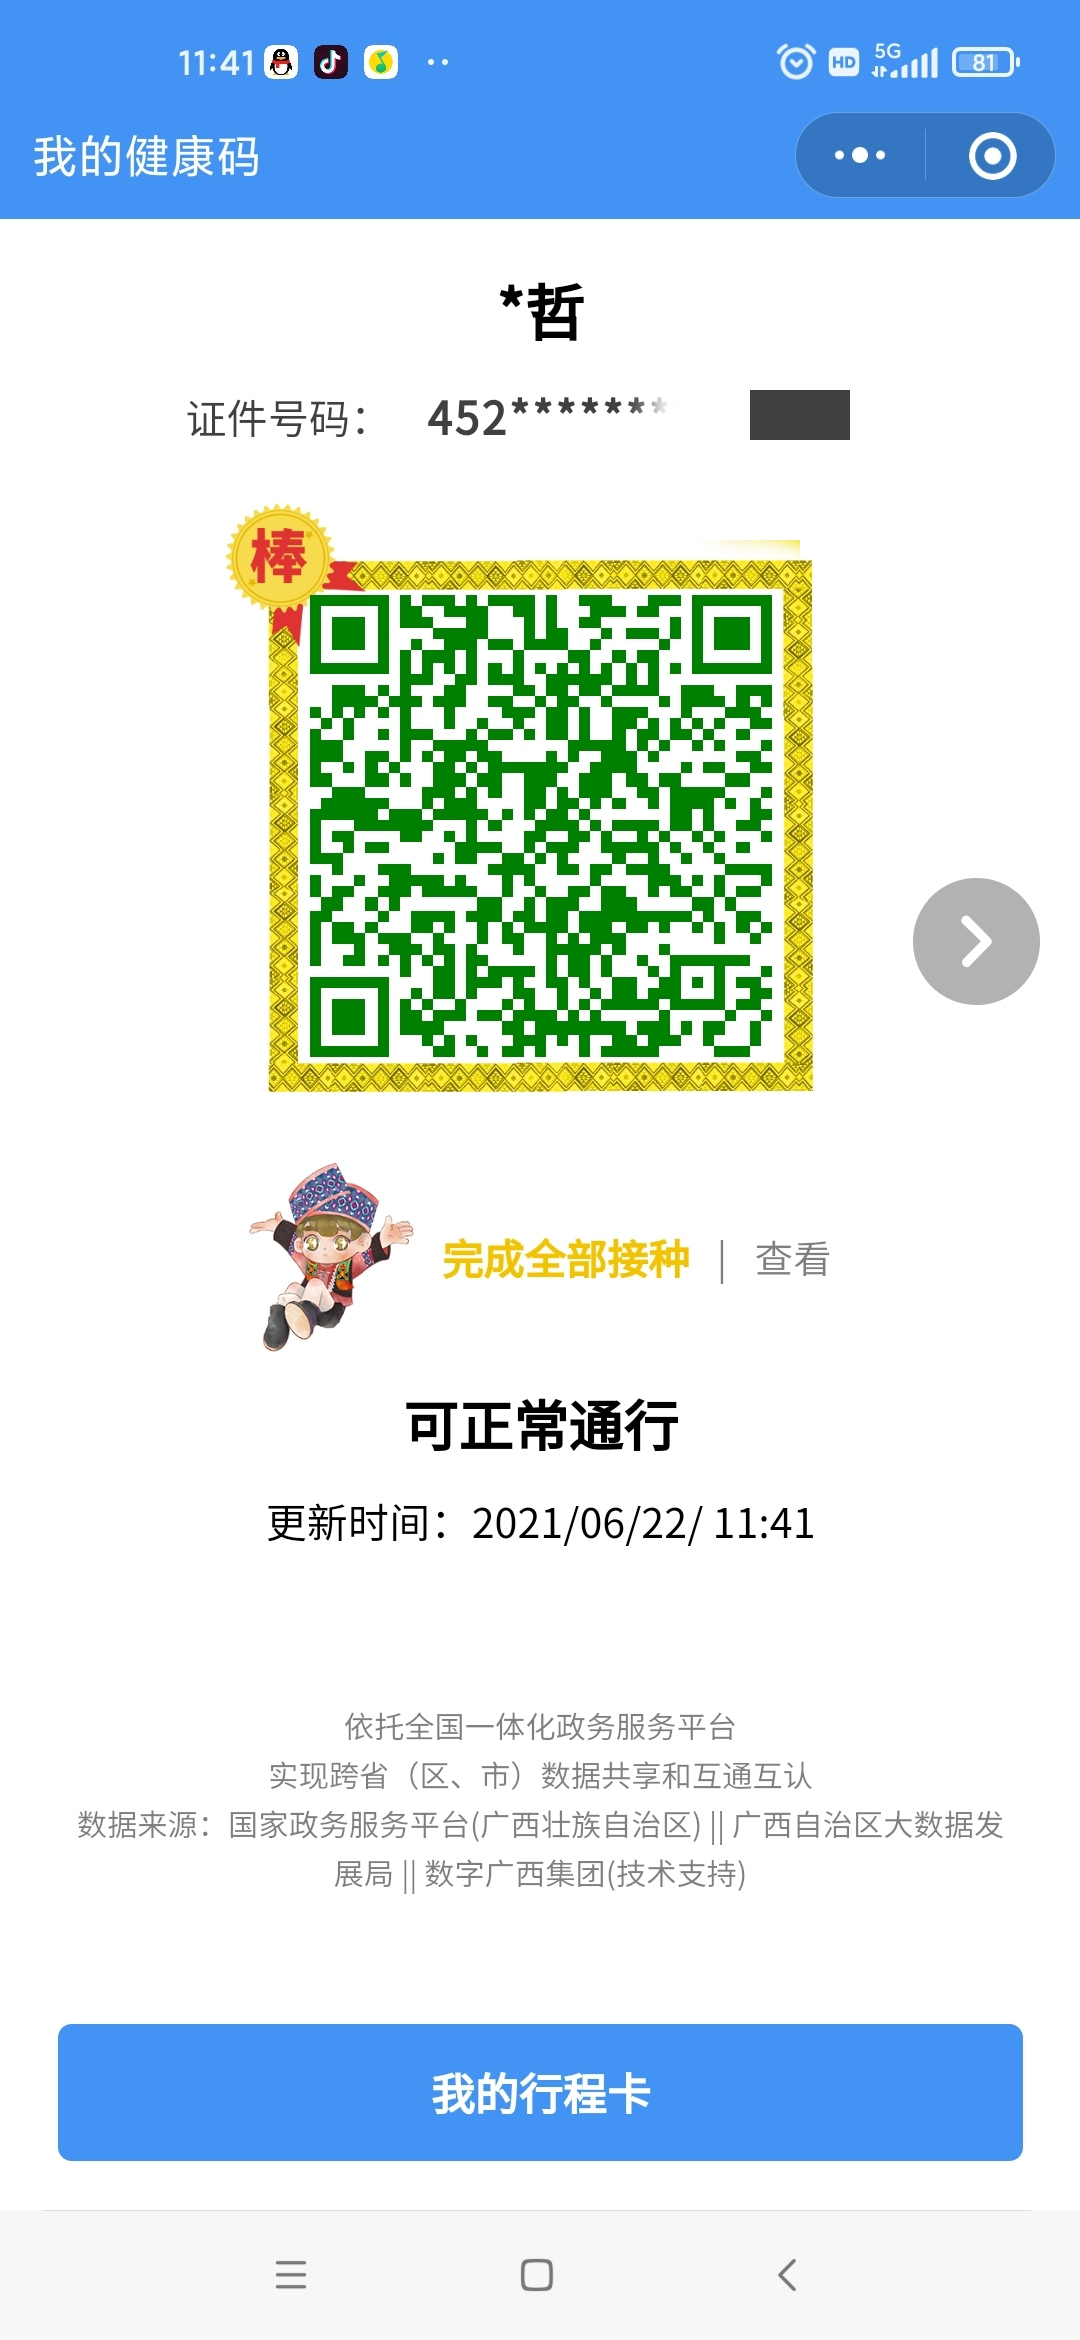 11:41 HD 5G 81
我的健康码
*哲
证件号码： 452*******
棒
完成全部接种 | 查看
可正常通行
更新时间：2021/06/22/ 11:41
依托全国一体化政务服务平台
实现跨省（区、市）数据共享和互通互认
数据来源：国家政务服务平台(广西壮族自治区) || 广西自治区大数据发
展局 || 数字广西集团(技术支持)
我的行程卡